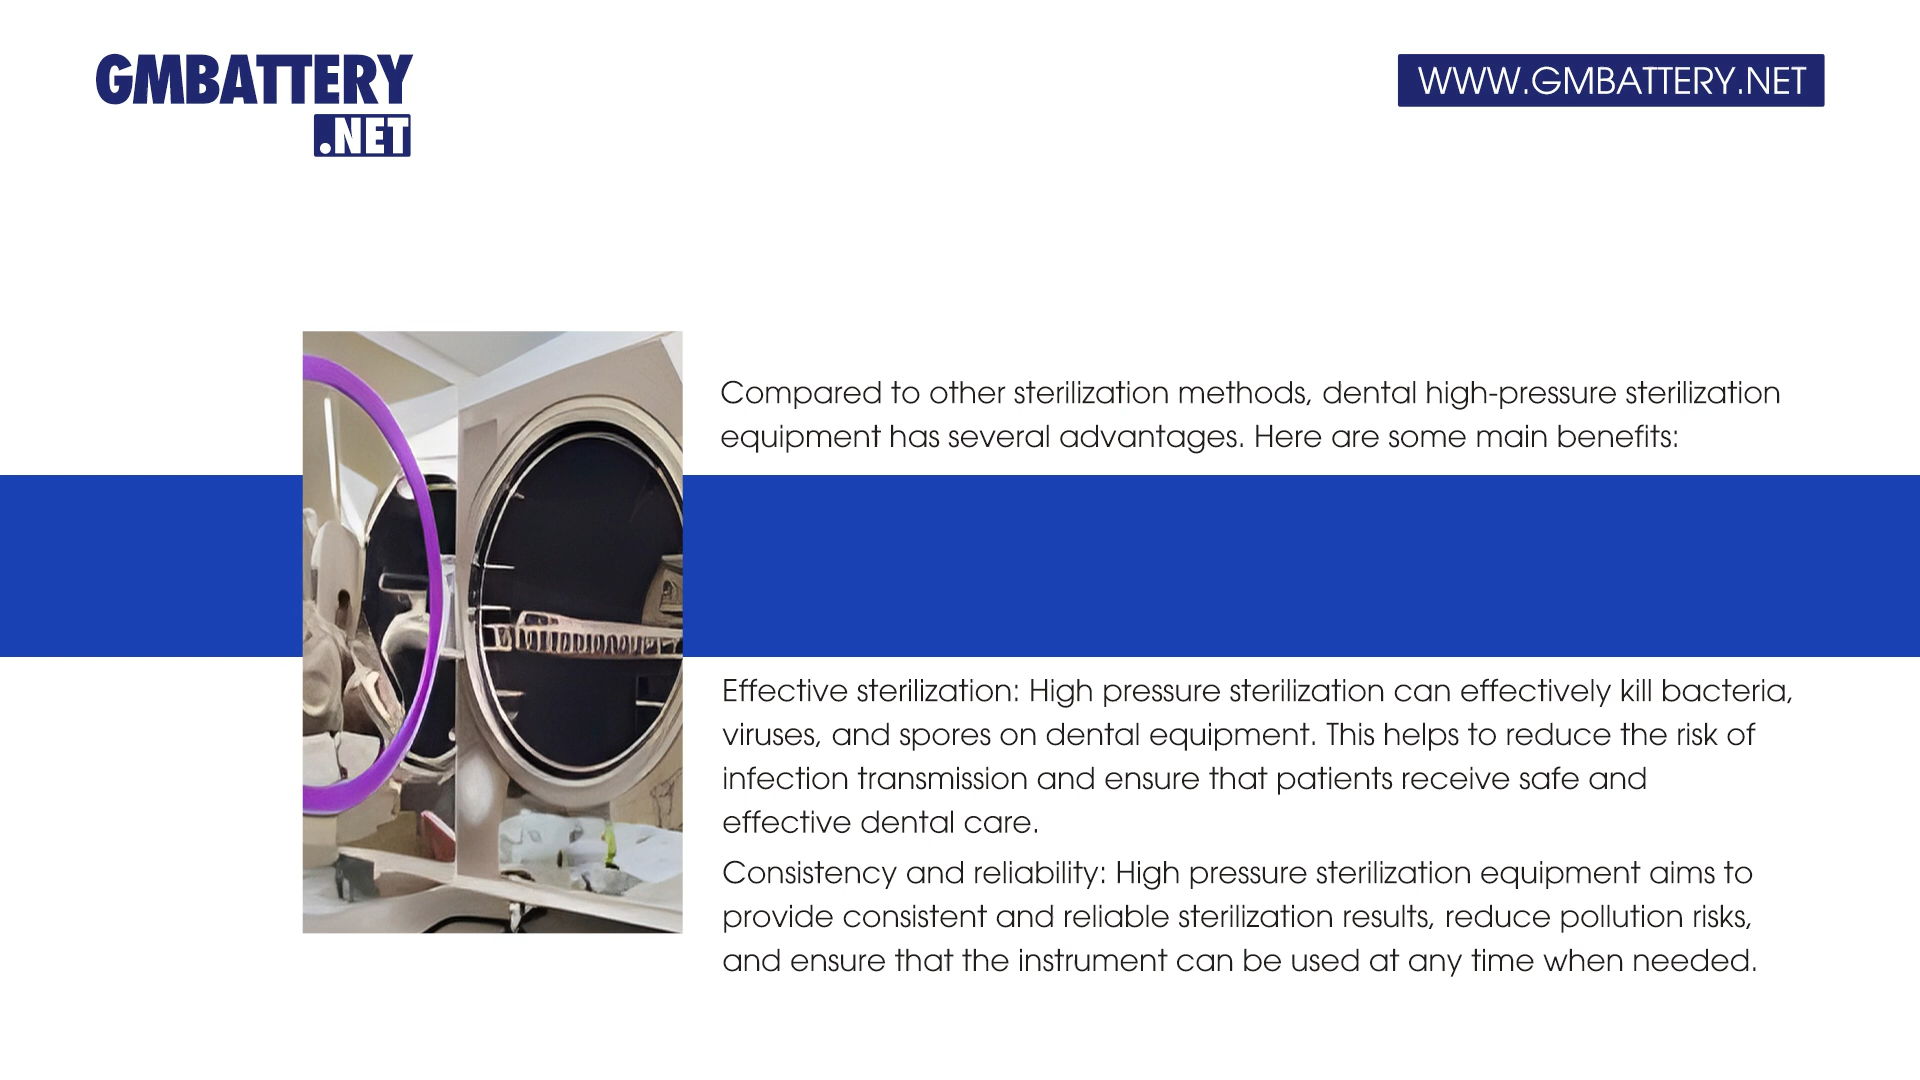 GMBATTERY
.NET
WWW.GMBATTERY.NET
Compared to other sterilization methods, dental high-pressure sterilization
equipment has several advantages. Here are some main benefits:
Effective sterilization: High pressure sterilization can effectively kill bacteria,
viruses, and spores on dental equipment. This helps to reduce the risk of
infection transmission and ensure that patients receive safe and
effective dental care.
Consistency and reliability: High pressure sterilization equipment aims to
provide consistent and reliable sterilization results, reduce pollution risks,
and ensure that the instrument can be used at any time when needed.